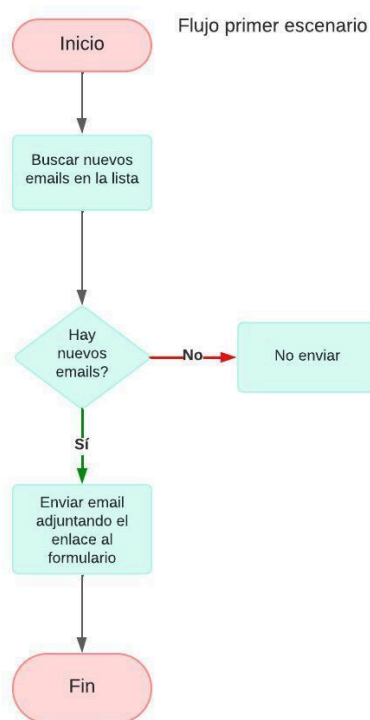 Flujo primer escenario
Inicio
Buscar nuevos
emails en la lista
Hay
nuevos
emails?
No
No enviar
Sí
Enviar email
adjuntando el
enlace al
formulario
Fin